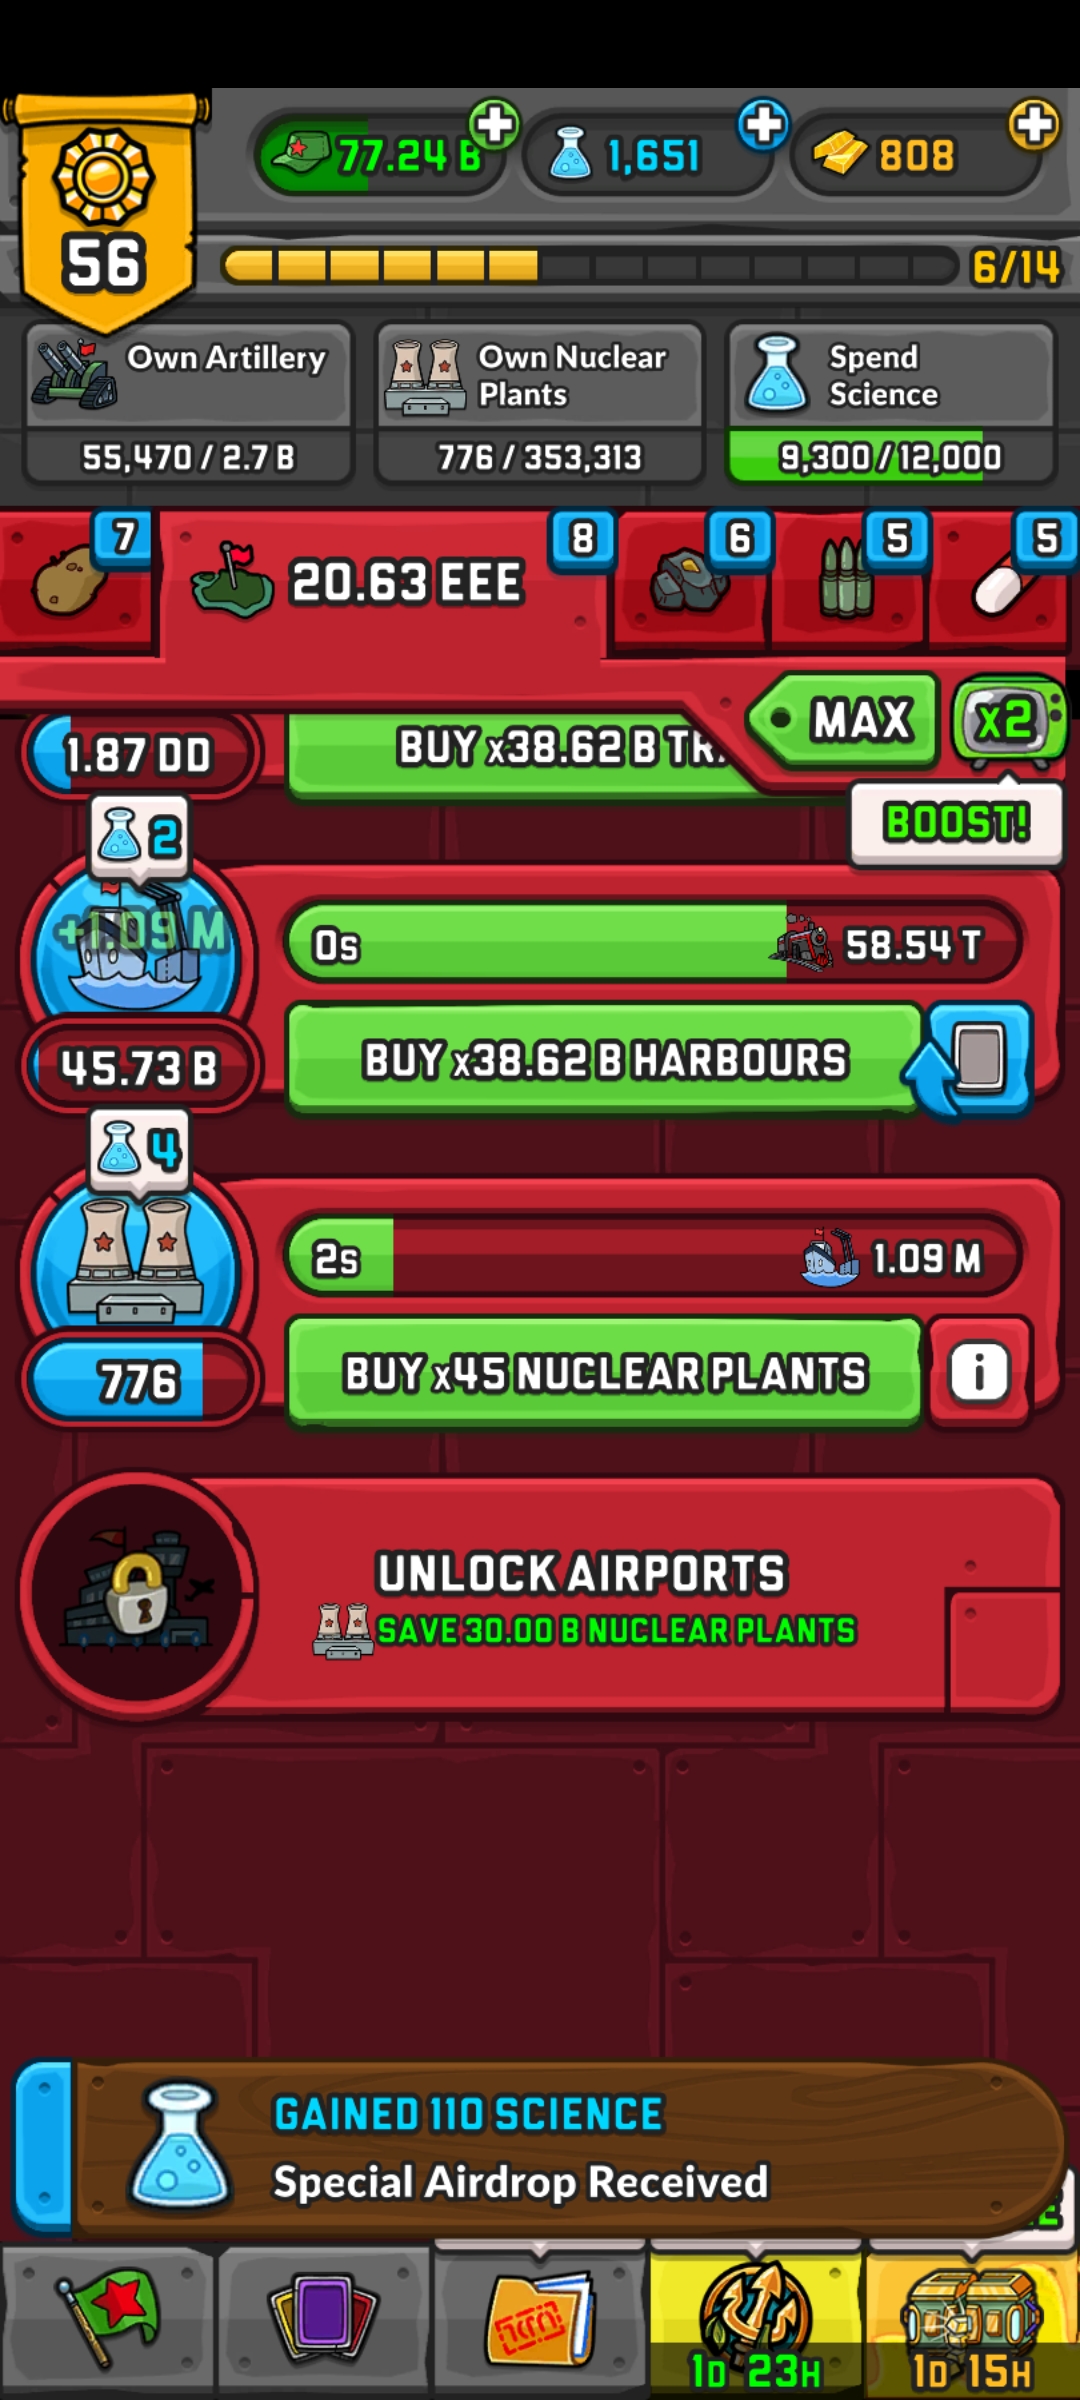 77.24 B
1,651
808
56
6/14
Own Artillery
55,470 / 2.7 B
Own Nuclear
Plants
776 / 353,313
Spend
Science
9,300 / 12,000
7
20.63 EEE
8
6
5
5
MAX
x2
BOOST!
1.87 DD
BUY x38.62 B
2
+1.09 M
0s
58.54 T
45.73 B
BUY x38.62 B HARBOURS
4
2s
1.09 M
776
BUY x45 NUCLEAR PLANTS
i
UNLOCK AIRPORTS
SAVE 30.00 B NUCLEAR PLANTS
GAINED 110 SCIENCE
Special Airdrop Received
1D 23H
1D 15H